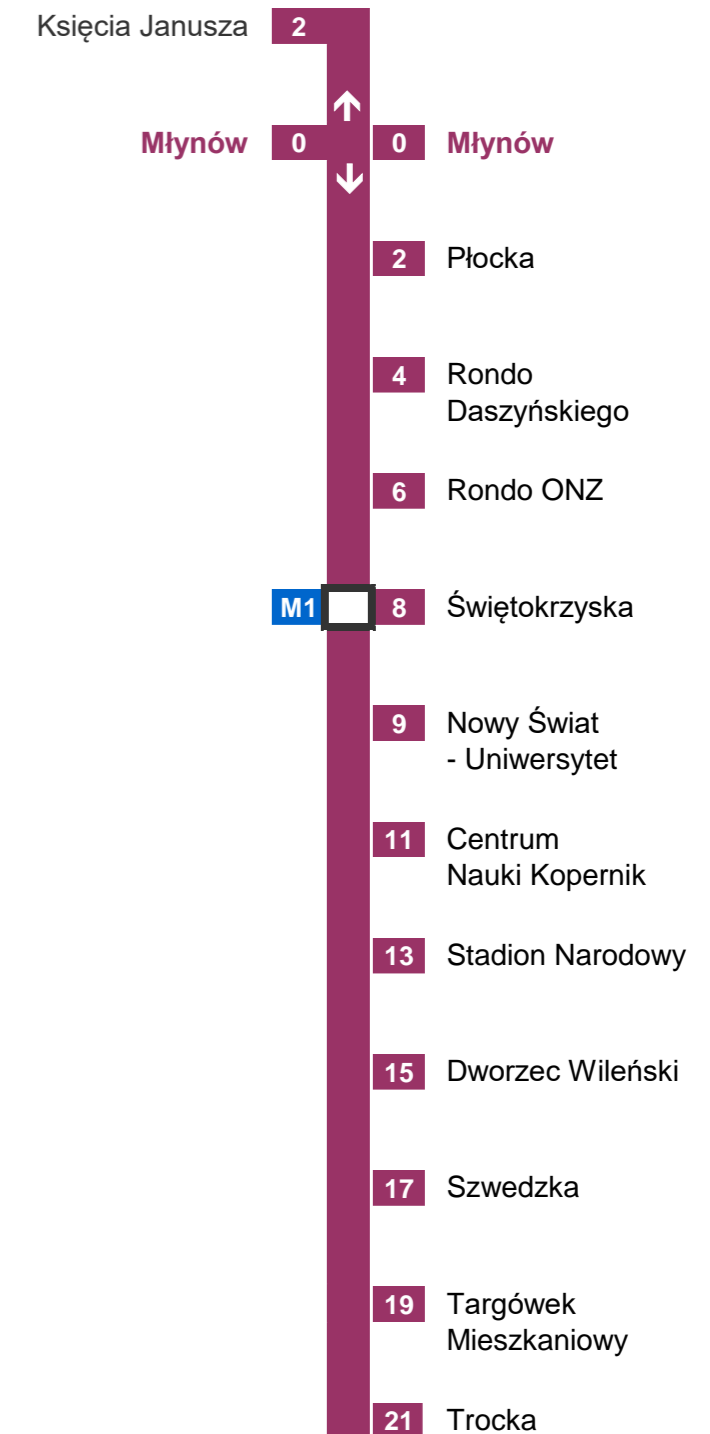 Księcia Janusza 2
Młynów 0 0 Młynów
2 Płocka
4 Rondo
Daszyńskiego
6 Rondo ONZ
M1 8 Świętokrzyska
9 Nowy Świat
- Uniwersytet
11 Centrum
Nauki Kopernik
13 Stadion Narodowy
15 Dworzec Wileński
17 Szwedzka
19 Targówek
Mieszkaniowy
21 Trocka